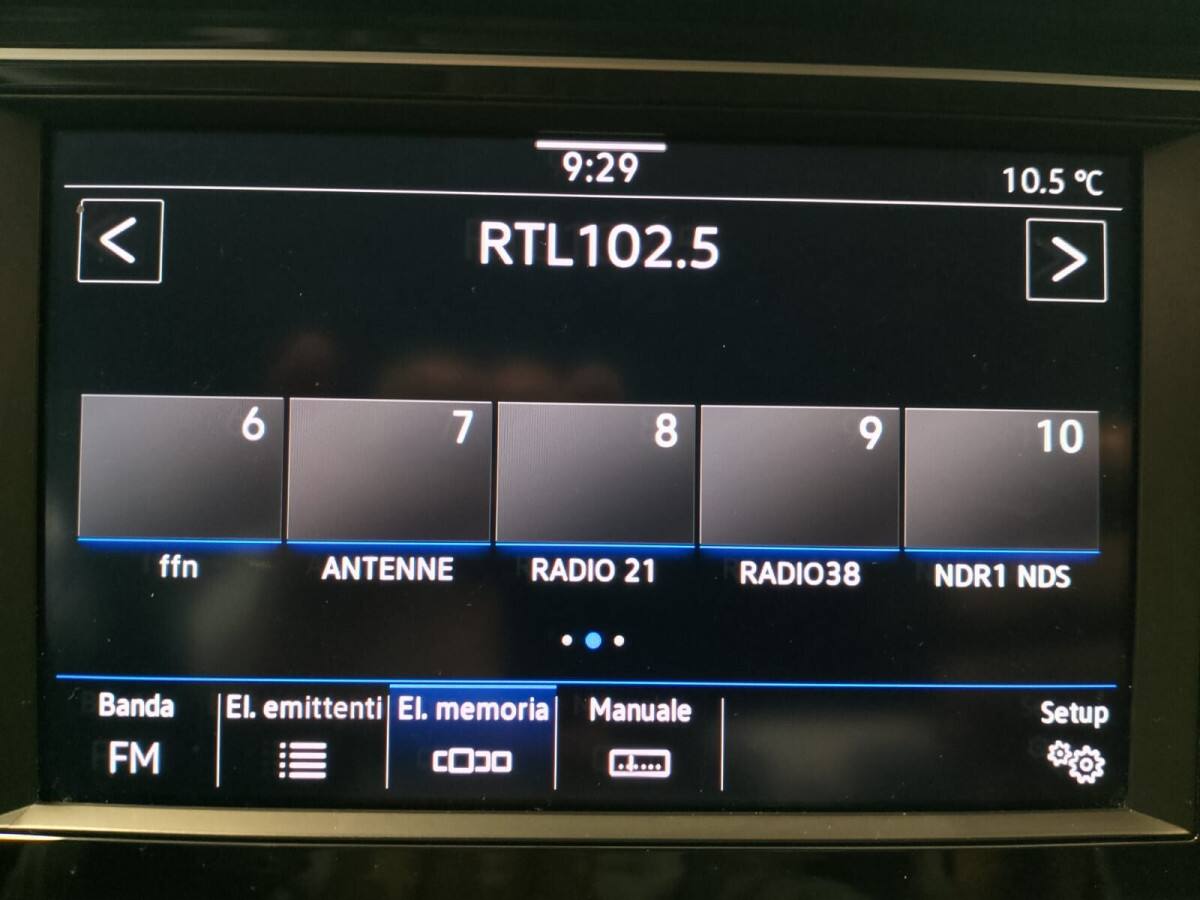 9:29
10.5 °C
<
RTL102.5
>
6 7 8 9 10
ffn ANTENNE RADIO 21 RADIO38 NDR1 NDS
Banda El. emittenti El. memoria Manuale Setup
FM